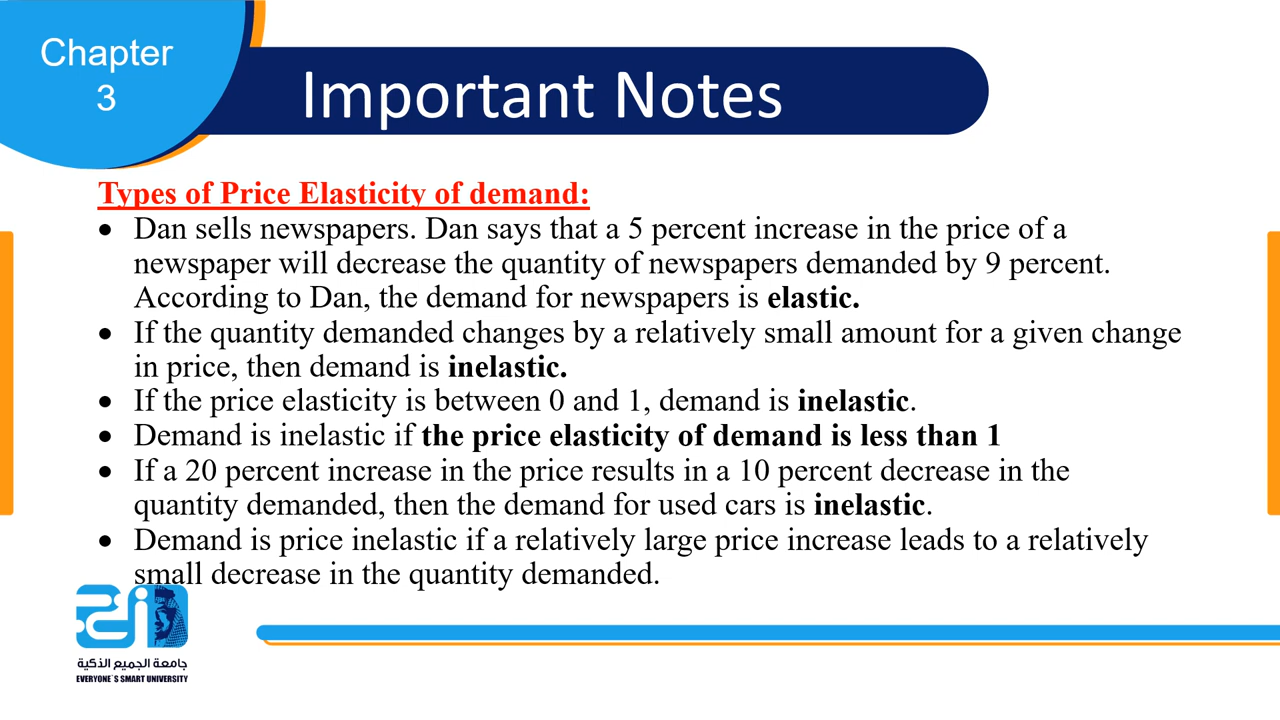 Chapter
3
Important Notes
Types of Price Elasticity of demand:
• Dan sells newspapers. Dan says that a 5 percent increase in the price of a
newspaper will decrease the quantity of newspapers demanded by 9 percent.
According to Dan, the demand for newspapers is elastic.
• If the quantity demanded changes by a relatively small amount for a given change
in price, then demand is inelastic.
• If the price elasticity is between 0 and 1, demand is inelastic.
• Demand is inelastic if the price elasticity of demand is less than 1
• If a 20 percent increase in the price results in a 10 percent decrease in the
quantity demanded, then the demand for used cars is inelastic.
• Demand is price inelastic if a relatively large price increase leads to a relatively
small decrease in the quantity demanded.
جامعة الجميع الذكية
EVERYONE`S SMART UNIVERSITY